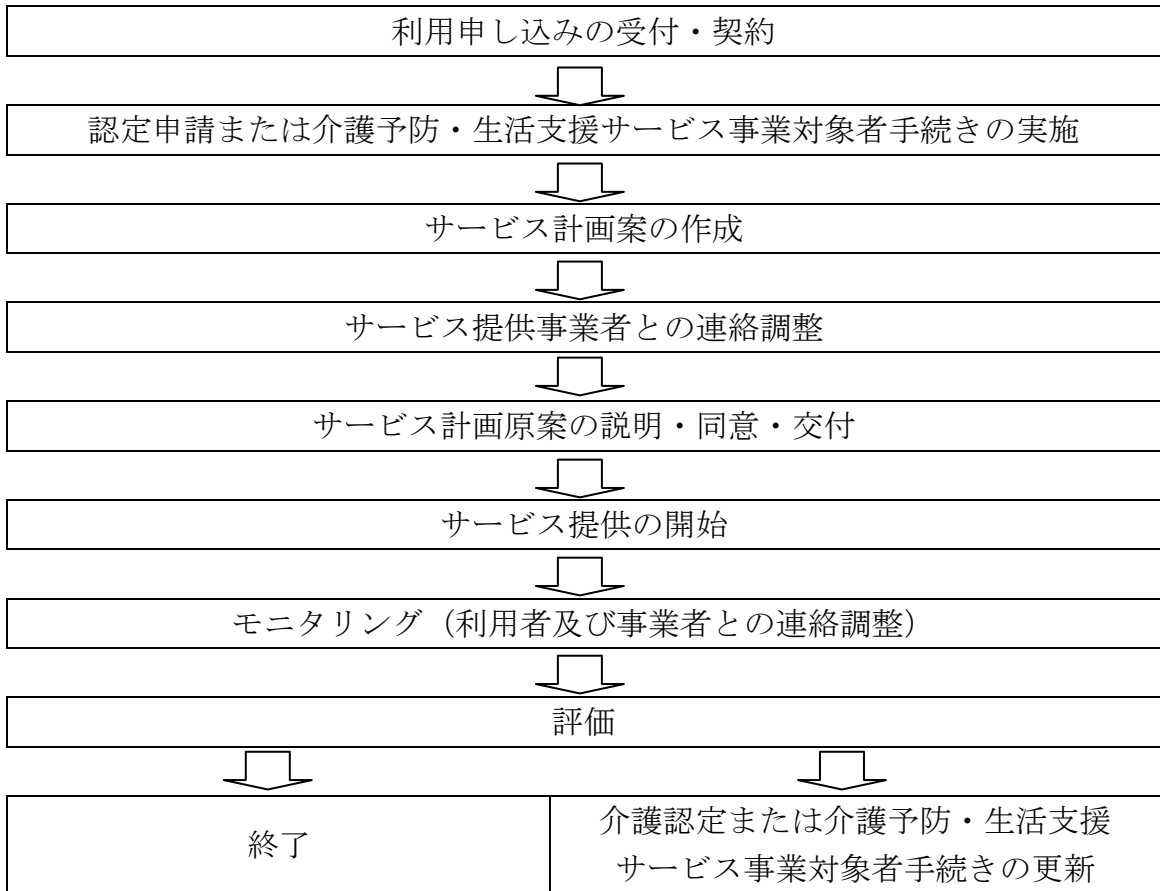 利用申し込みの受付・契約
認定申請または介護予防・生活支援サービス事業対象者手続きの実施
サービス計画案の作成
サービス提供事業者との連絡調整
サービス計画原案の説明・同意・交付
サービス提供の開始
モニタリング（利用者及び事業者との連絡調整）
評価
終了
介護認定または介護予防・生活支援
サービス事業対象者手続きの更新